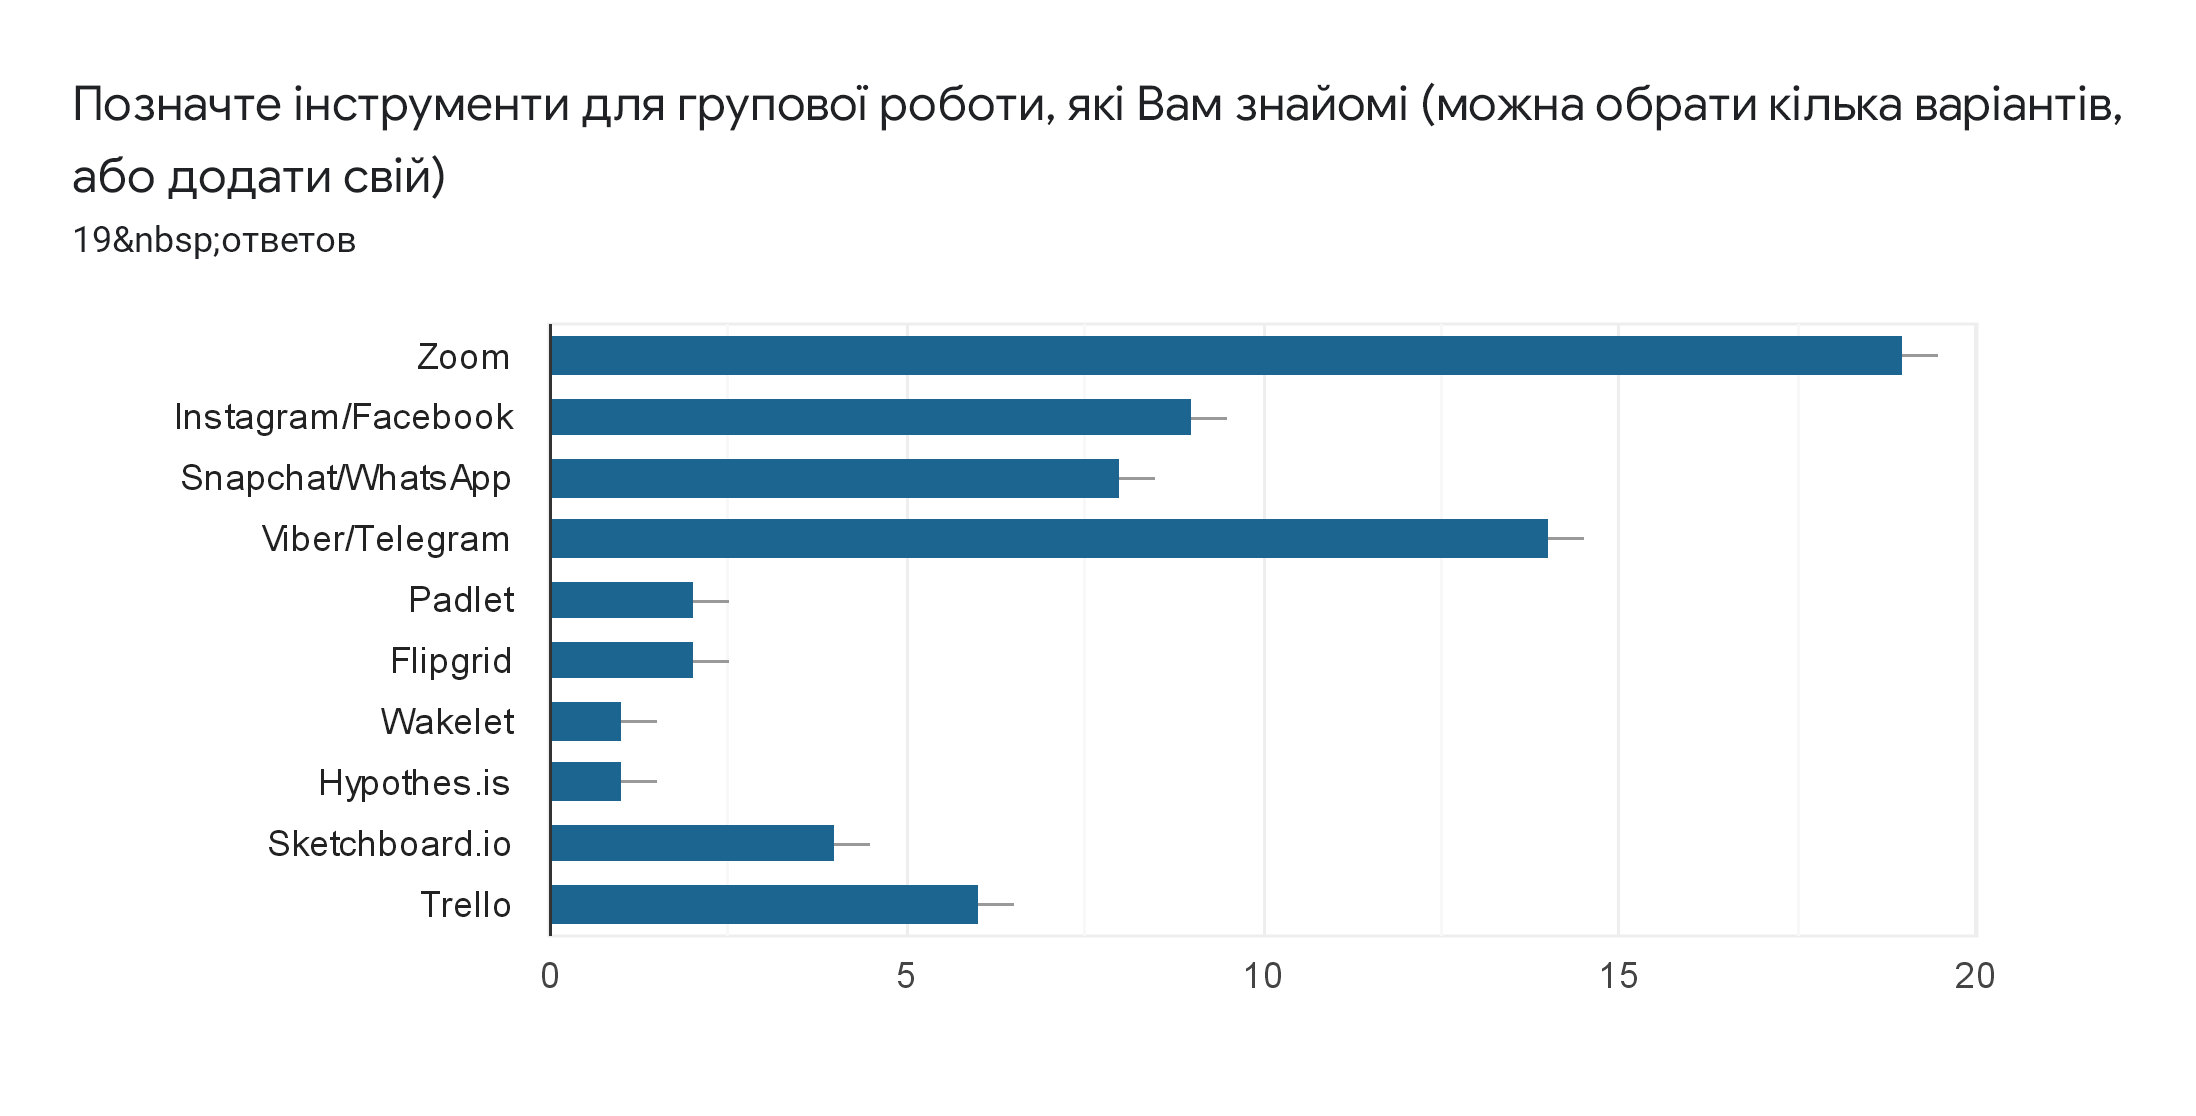 Позначте інструменти для групової роботи, які Вам знайомі (можна обрати кілька варіантів,
або додати свій)
19&nbsp;ответов
Zoom
Instagram/Facebook
Snapchat/WhatsApp
Viber/Telegram
Padlet
Flipgrid
Wakelet
Hypothes.is
Sketchboard.io
Trello
0 5 10 15 20